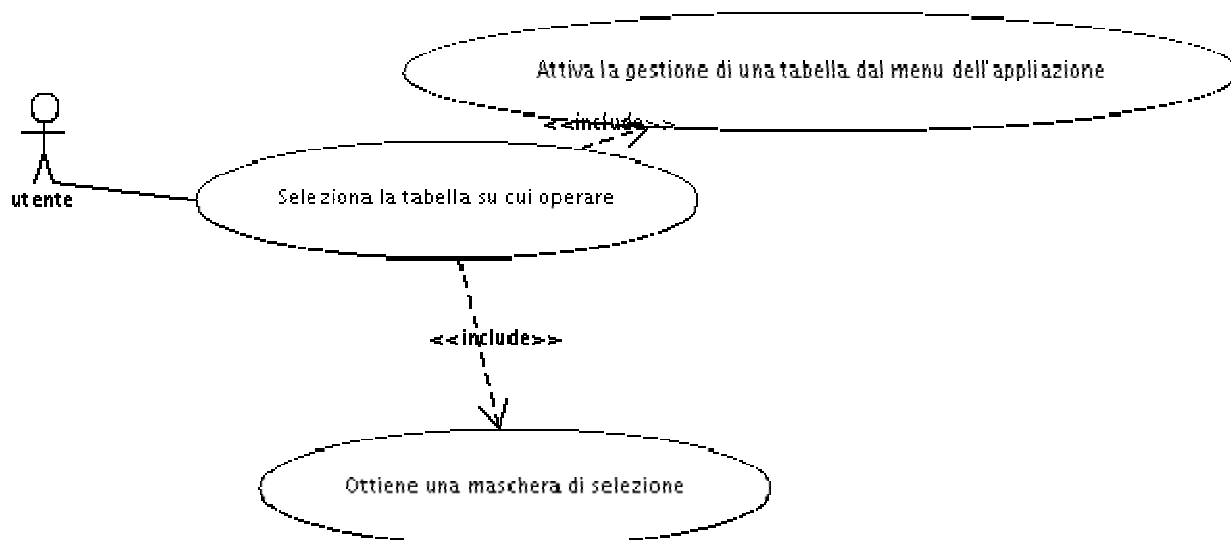 Attiva la gestione di una tabella dal menu dell'appliazione
<<include>>
utente
Seleziona la tabella su cui operare
<<include>>
Ottiene una maschera di selezione